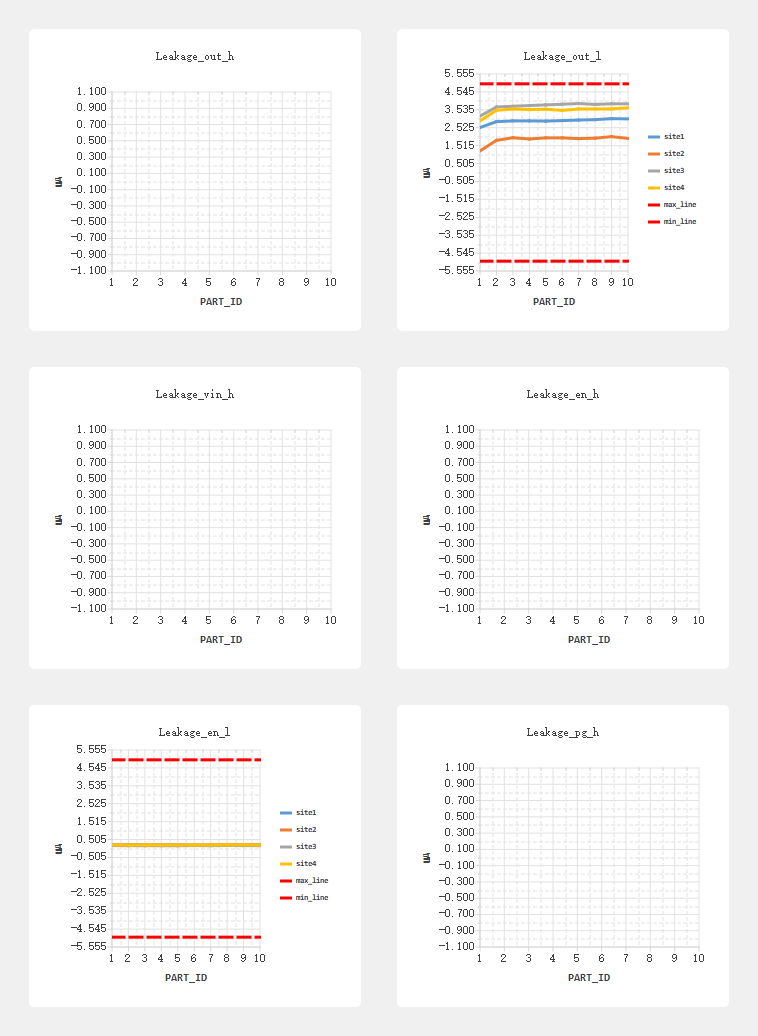 Leakage_out_h
1.100
0.900
0.700
0.500
0.300
0.100
-0.100
-0.300
-0.500
-0.700
-0.900
-1.100
1 2 3 4 5 6 7 8 9 10
PART_ID
Leakage_out_l
5.555
4.545
3.535
2.525
1.515
0.505
-0.505
-1.515
-2.525
-3.535
-4.545
-5.555
1 2 3 4 5 6 7 8 9 10
PART_ID
site1
site2
site3
site4
max_line
min_line
Leakage_vin_h
1.100
0.900
0.700
0.500
0.300
0.100
-0.100
-0.300
-0.500
-0.700
-0.900
-1.100
1 2 3 4 5 6 7 8 9 10
PART_ID
Leakage_en_h
1.100
0.900
0.700
0.500
0.300
0.100
-0.100
-0.300
-0.500
-0.700
-0.900
-1.100
1 2 3 4 5 6 7 8 9 10
PART_ID
Leakage_en_l
5.555
4.545
3.535
2.525
1.515
0.505
-0.505
-1.515
-2.525
-3.535
-4.545
-5.555
1 2 3 4 5 6 7 8 9 10
PART_ID
site1
site2
site3
site4
max_line
min_line
Leakage_pg_h
1.100
0.900
0.700
0.500
0.300
0.100
-0.100
-0.300
-0.500
-0.700
-0.900
-1.100
1 2 3 4 5 6 7 8 9 10
PART_ID